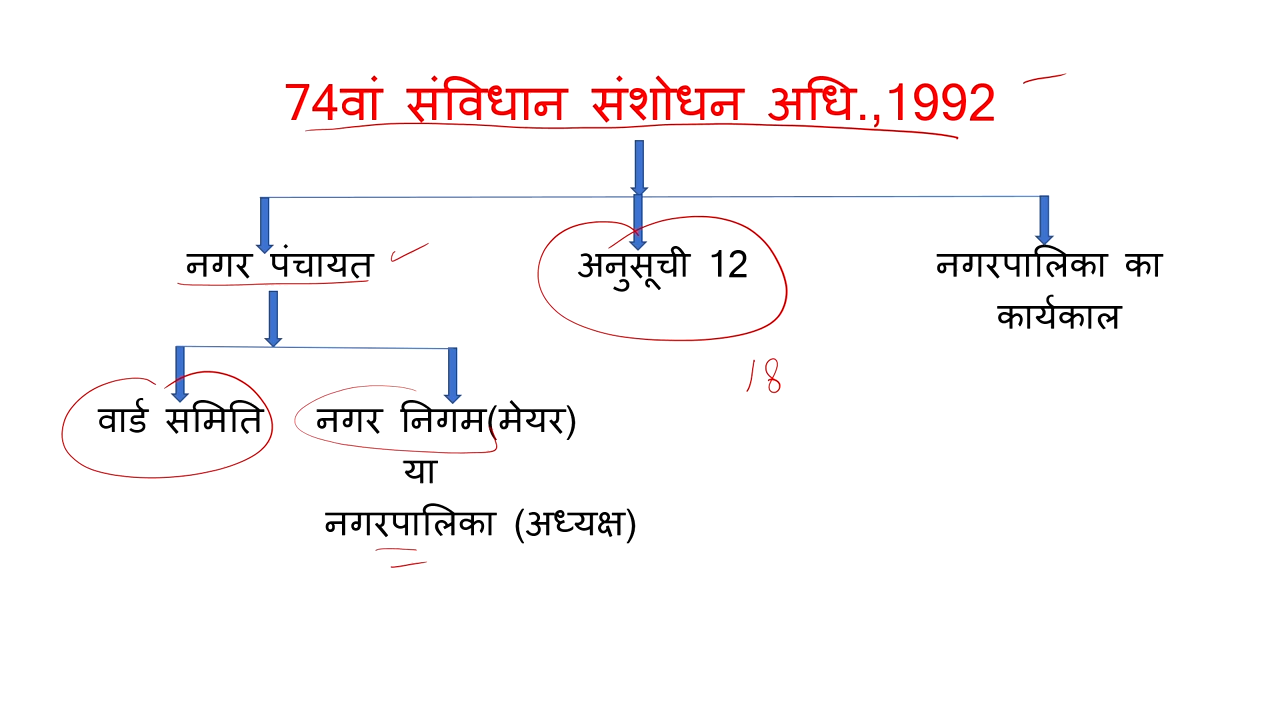 74वां संविधान संशोधन अधि.,1992
नगर पंचायत
अनुसूची 12
नगरपालिका का
कार्यकाल
18
वार्ड समिति
नगर निगम(मेयर)
या
नगरपालिका (अध्यक्ष)